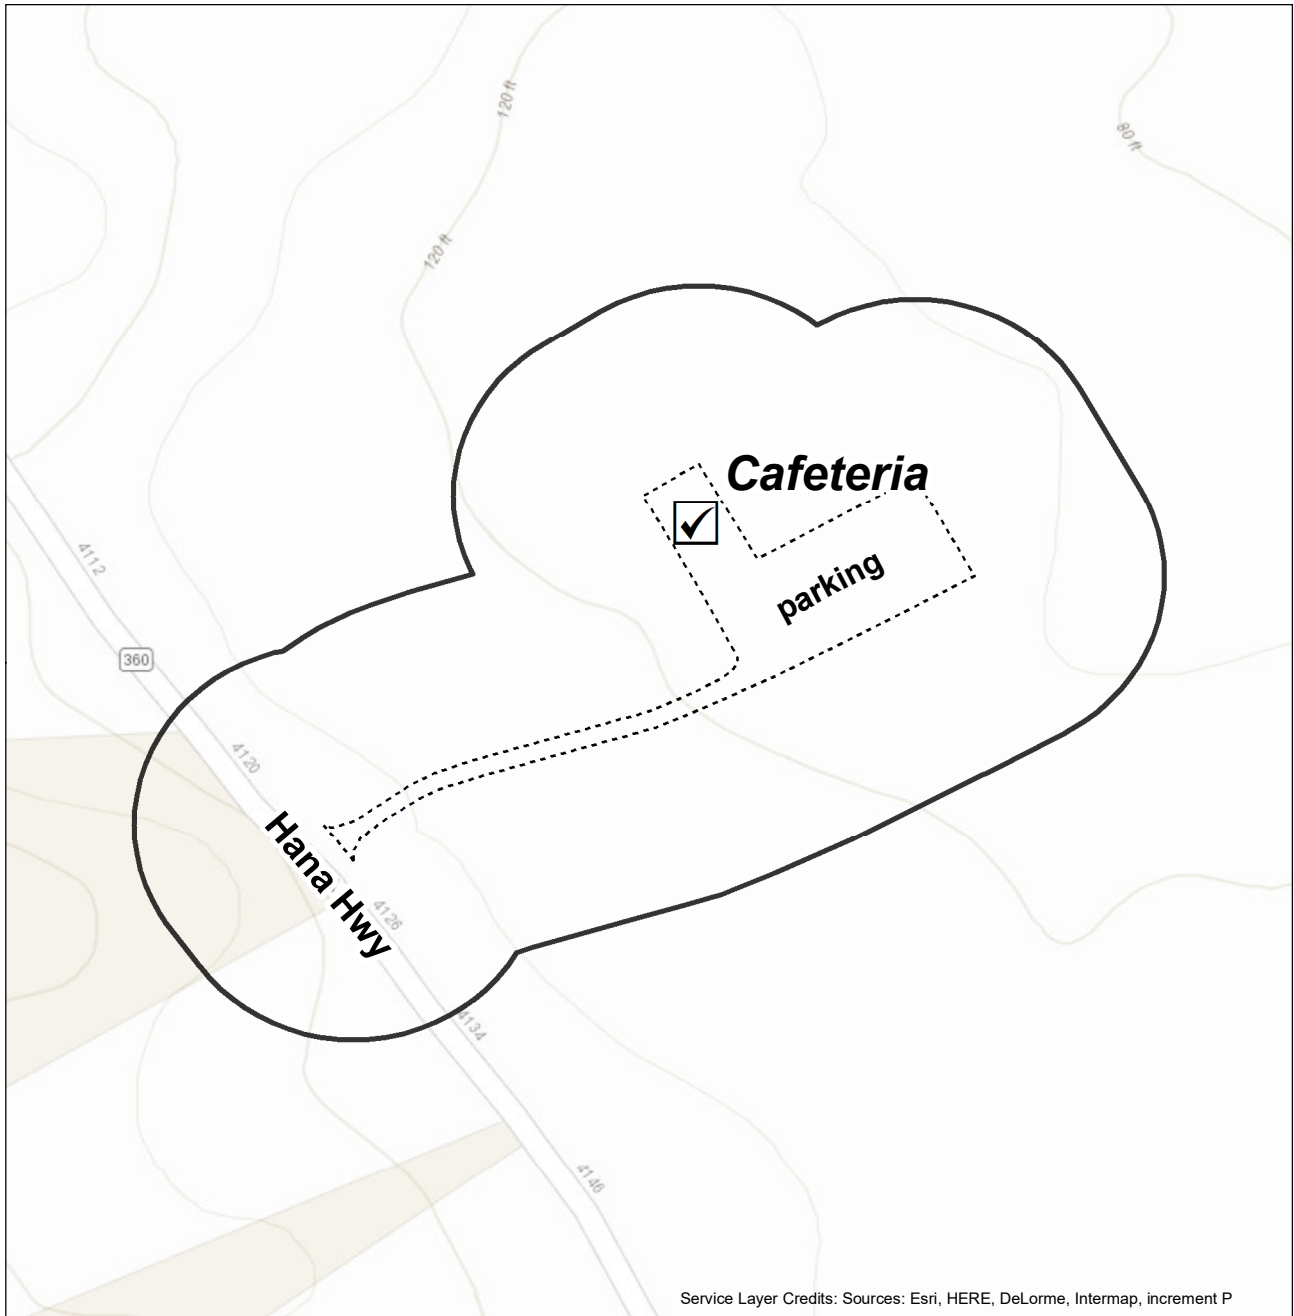 120 ft
80 ft
120 ft
Cafeteria
4112
parking
360
4120
Hana Hwy
4126
4134
4146
Service Layer Credits: Sources: Esri, HERE, DeLorme, Intermap, increment P